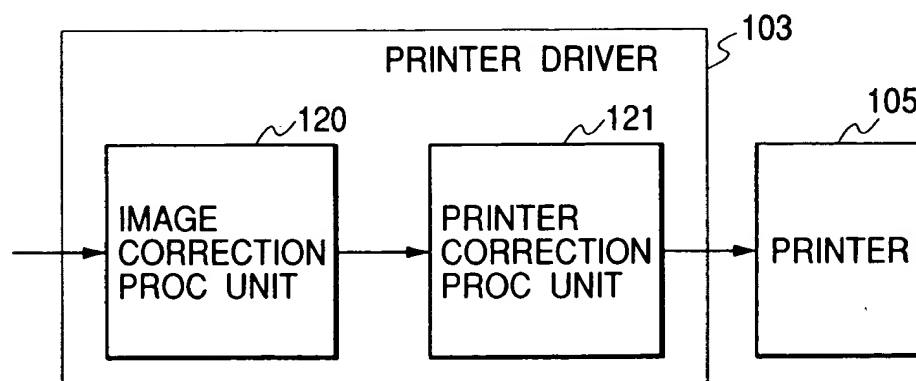 103
PRINTER DRIVER
120
121
105
IMAGE
CORRECTION
PROC UNIT
PRINTER
CORRECTION
PROC UNIT
PRINTER